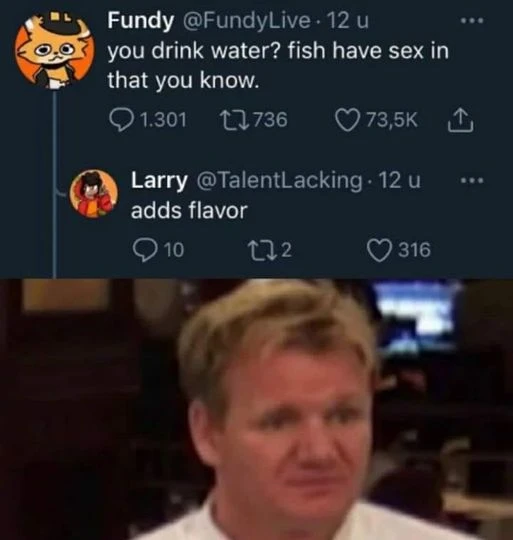 Fundy @FundyLive · 12 u
you drink water? fish have sex in
that you know.
1.301 736 73,5K
Larry @TalentLacking · 12 u
adds flavor
10 2 316